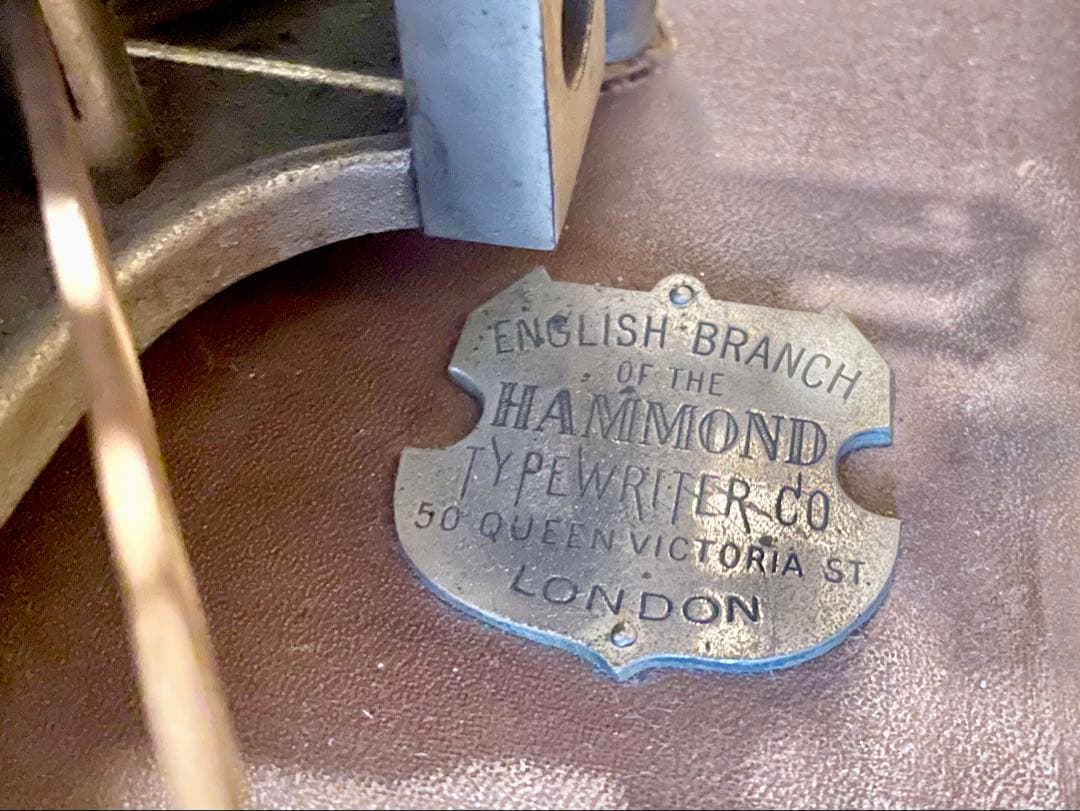 ENGLISH BRANCH
OF THE
HAMMOND
TYPEWRITER CO
50 QUEEN VICTORIA ST.
LONDON